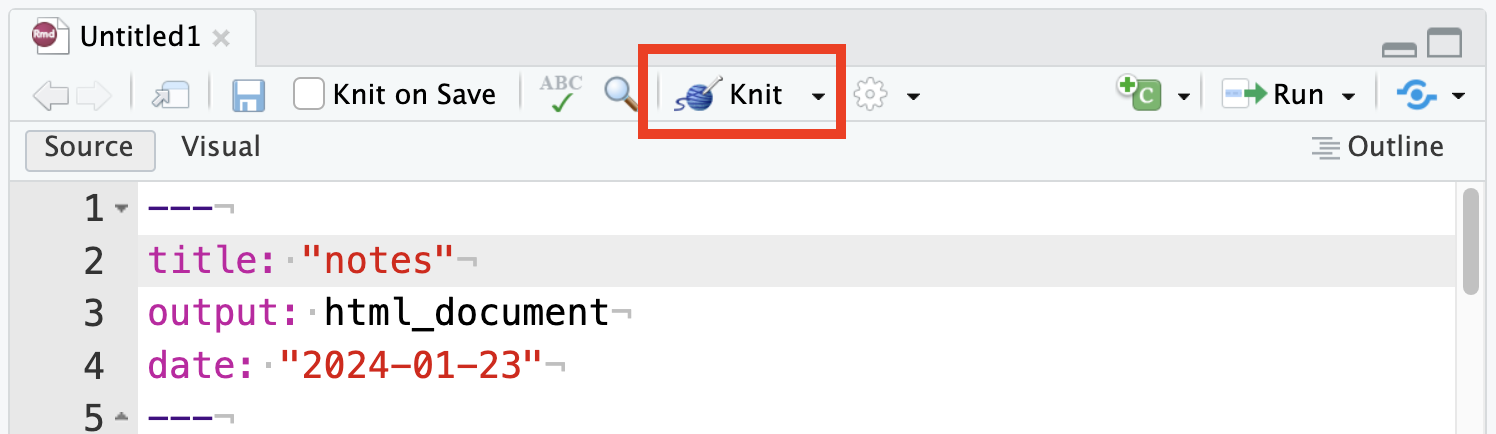 Rmd Untitled1
Knit on Save ABC Knit C Run
Source Visual Outline
1 ---¬
2 title:·"notes"¬
3 output:·html_document¬
4 date:·"2024-01-23"¬
5 ---¬